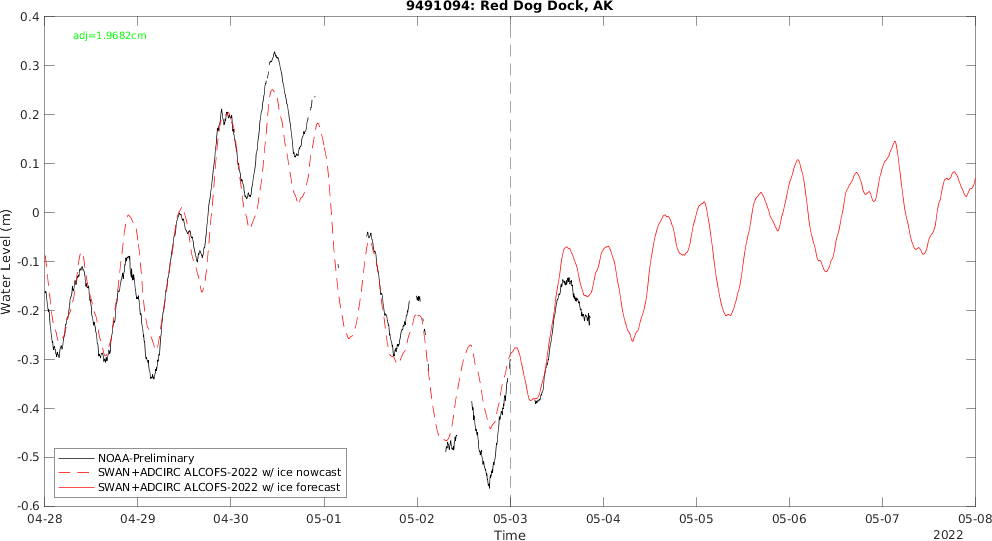 9491094: Red Dog Dock, AK
adj=1.9682cm
0.4
0.3
0.2
0.1
0
-0.1
-0.2
-0.3
-0.4
-0.5
-0.6
Water Level (m)
NOAA-Preliminary
SWAN+ADCIRC ALCOFS-2022 w/ ice nowcast
SWAN+ADCIRC ALCOFS-2022 w/ ice forecast
04-28 04-29 04-30 05-01 05-02 05-03 05-04 05-05 05-06 05-07 05-08
Time
2022